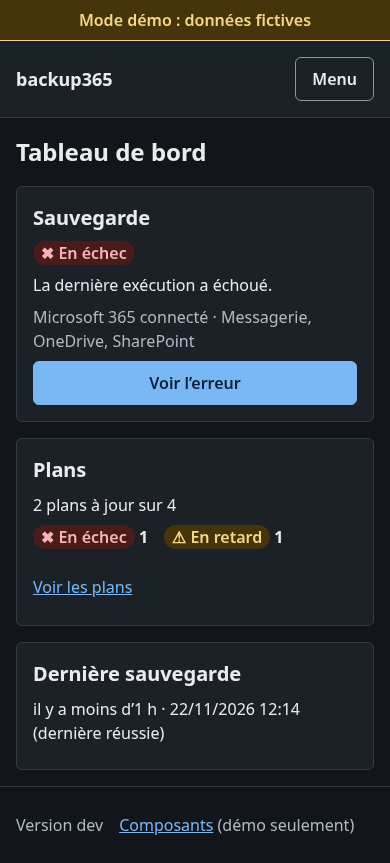 Mode démo : données fictives
backup365
Menu
Tableau de bord
Sauvegarde
✖ En échec
La dernière exécution a échoué.
Microsoft 365 connecté · Messagerie,
OneDrive, SharePoint
Voir l’erreur
Plans
2 plans à jour sur 4
✖ En échec 1 ⚠ En retard 1
Voir les plans
Dernière sauvegarde
il y a moins d’1 h · 22/11/2026 12:14
(dernière réussie)
Version dev Composants (démo seulement)